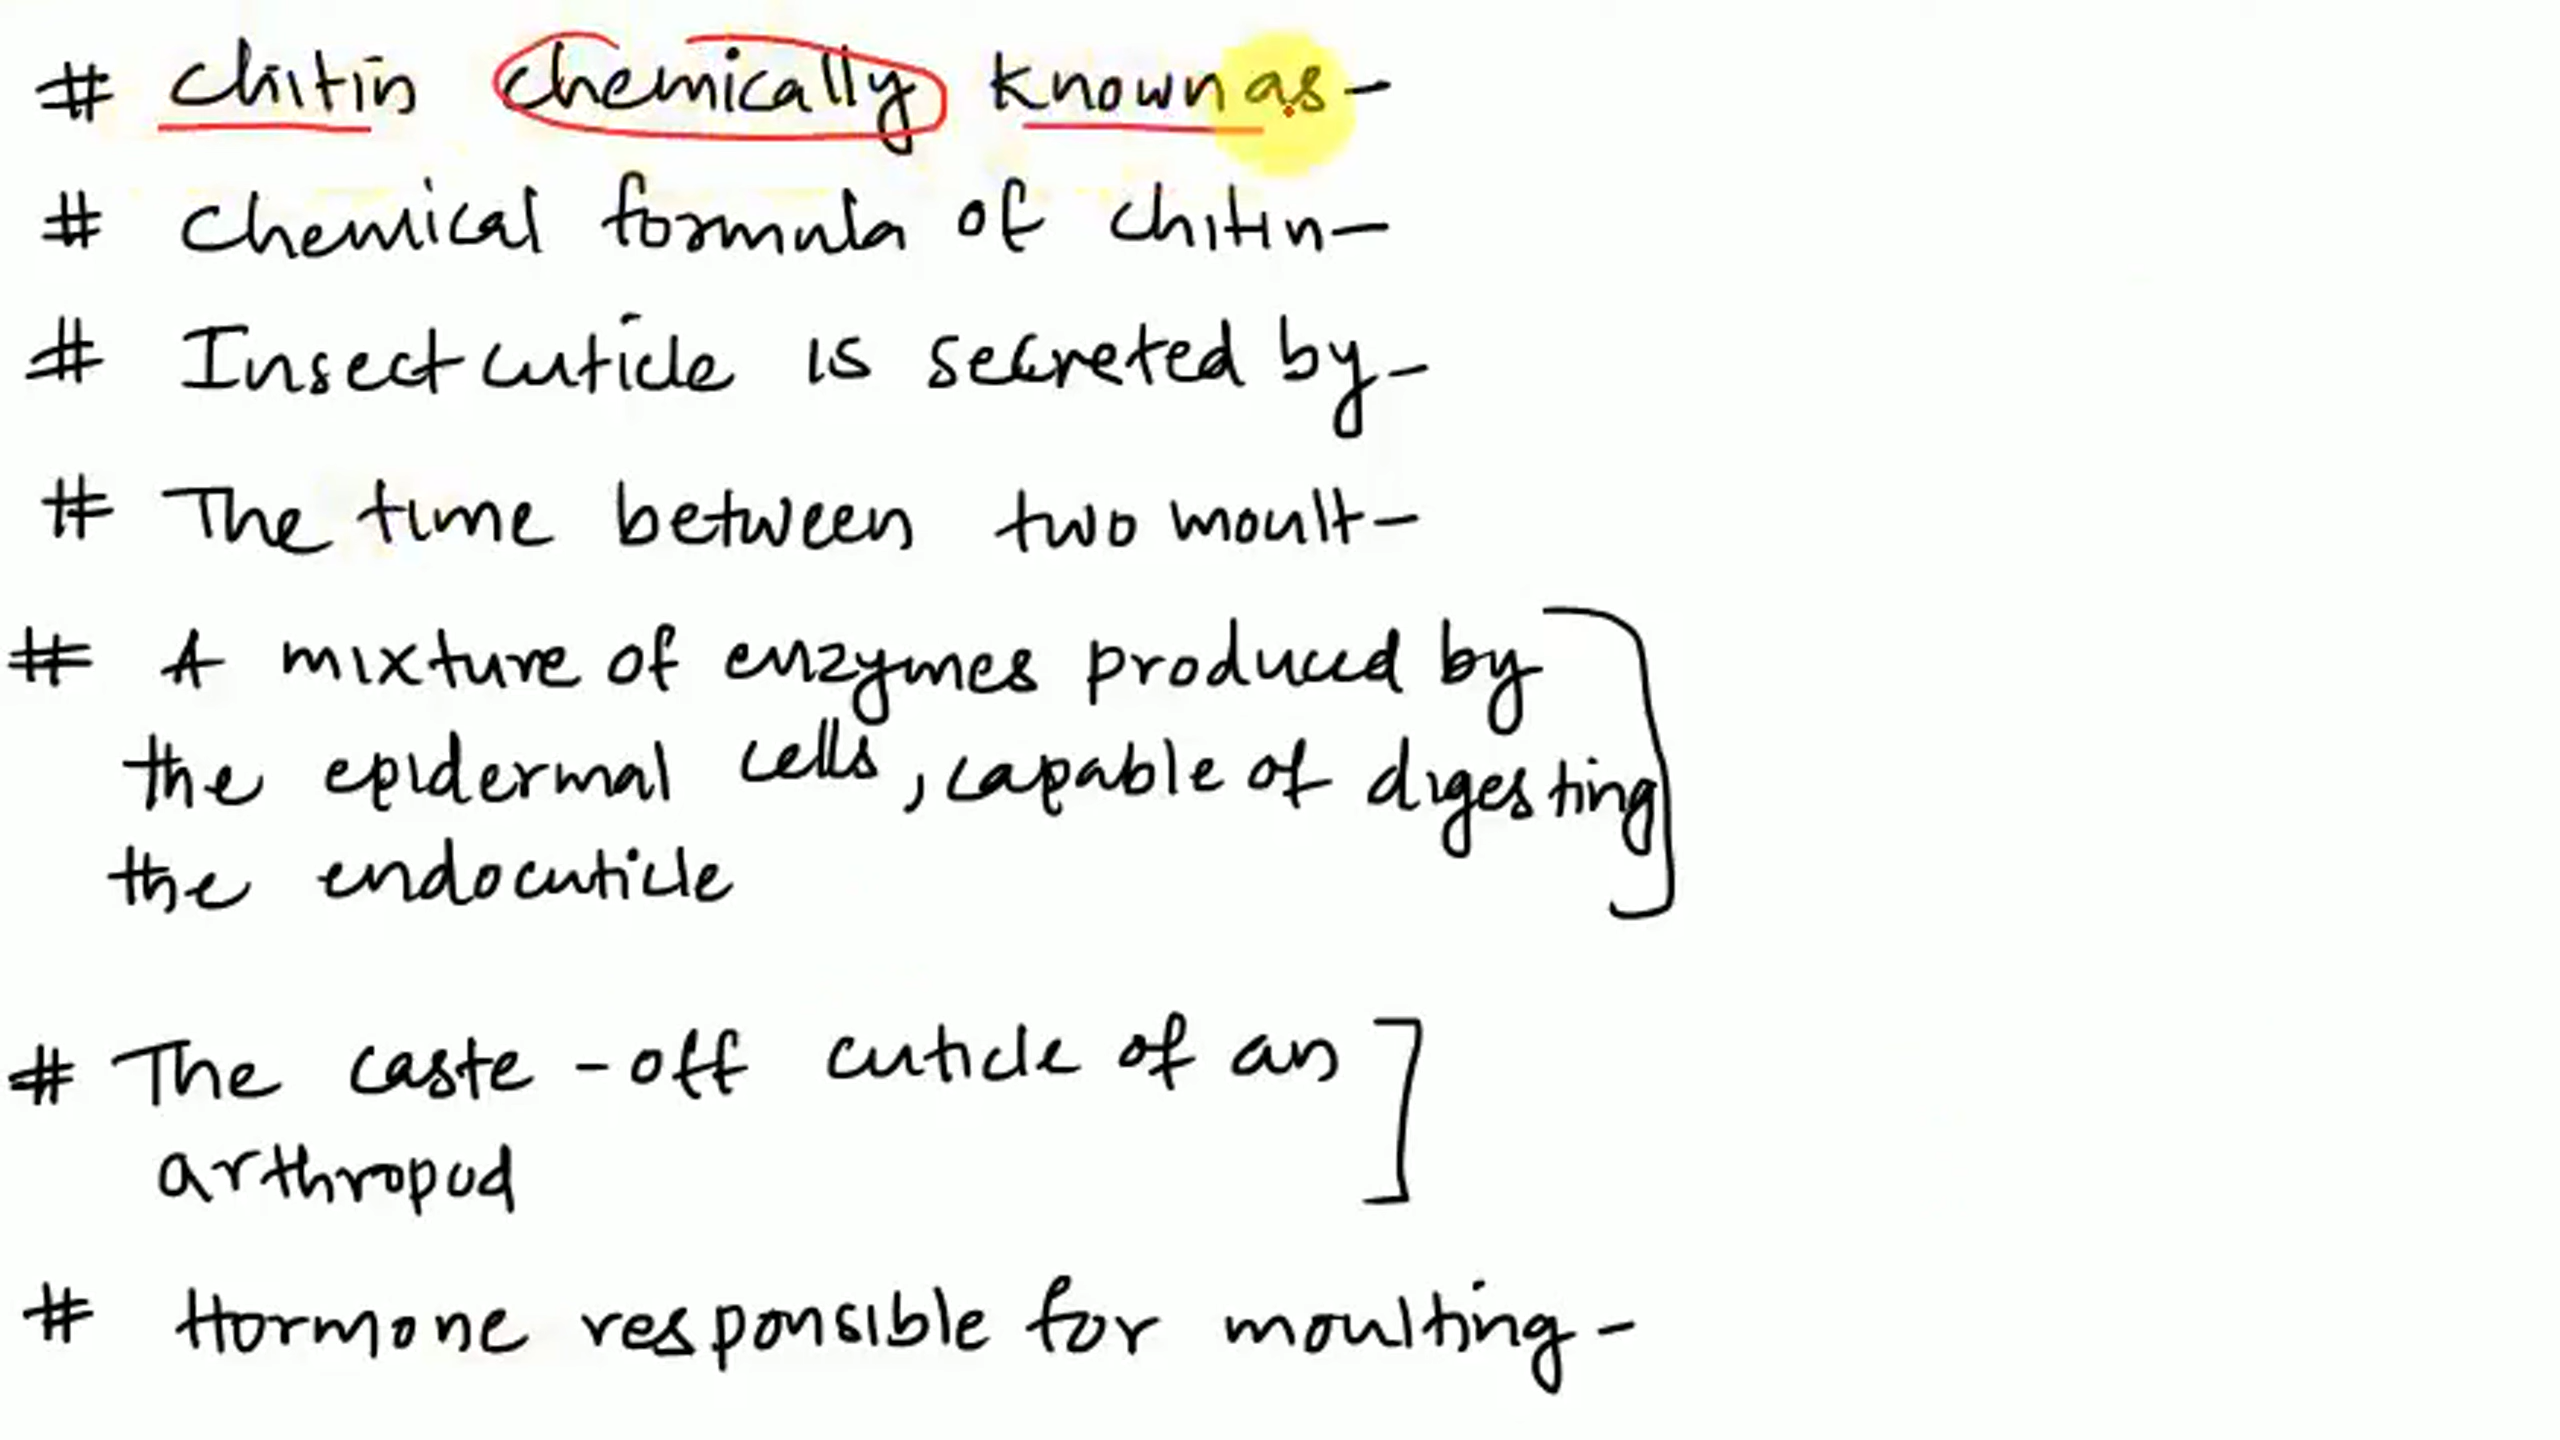 # Chitin chemically known as-
# Chemical formula of chitin-
# Insect cuticle is secreted by-
# The time between two moult-
# A mixture of enzymes produced by
the epidermal cells, capable of digesting
the endocuticle
# The caste-off cuticle of an
arthropod
# Hormone responsible for moulting-